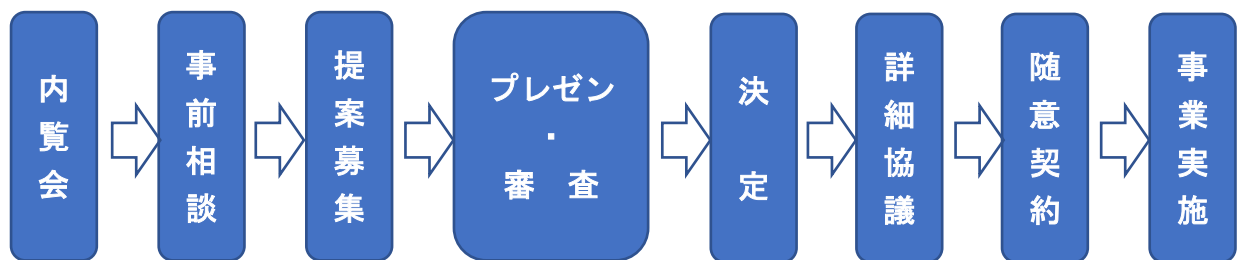 内覧会
事前相談
提案募集
プレゼン
・
審　査
決　定
詳細協議
随意契約
事業実施